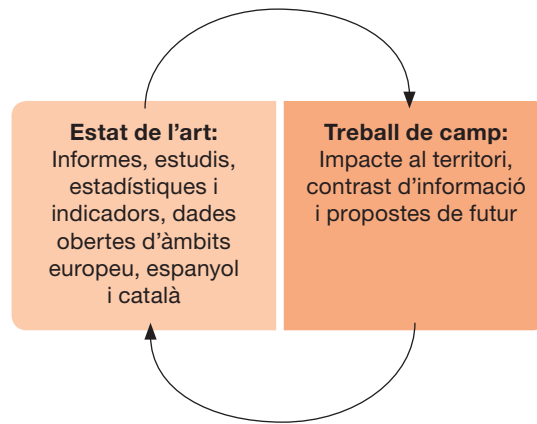 Estat de l’art:
Informes, estudis,
estadístiques i
indicadors, dades
obertes d’àmbits
europeu, espanyol
i català
Treball de camp:
Impacte al territori,
contrast d’informació
i propostes de futur